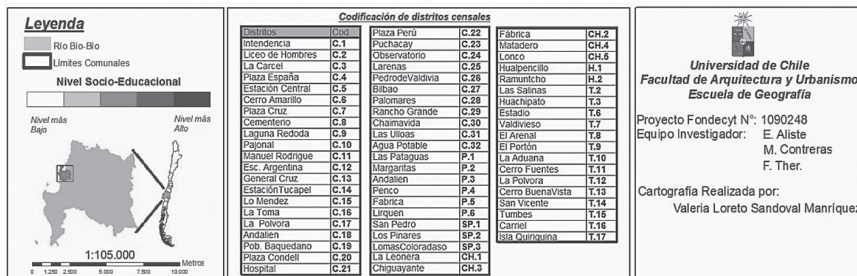 Leyenda
Río Bío-Bío
Límites Comunales
Nivel Socio-Educacional
Nivel más Bajo
Nivel más Alto
1:105.000
0 1.250 2.500 5.000 7.500 10.000 Metros
Codificación de distritos censales
Distritos Cod.
Intendencia C.1
Liceo de Hombres C.2
La Carcel C.3
Plaza España C.4
Estación Central C.5
Cerro Amarillo C.6
Plaza Cruz C.7
Cementerio C.8
Laguna Redoda C.9
Pajonal C.10
Manuel Rodrigue C.11
Esc. Argentina C.12
General Cruz C.13
EstaciónTucapel C.14
Lo Mendez C.15
La Toma C.16
La Polvora C.17
Andalien C.18
Pob. Baquedano C.19
Plaza Condell C.20
Hospital C.21
Plaza Perú C.22
Puchacay C.23
Observatorio C.24
Larenas C.25
PedrodeValdivia C.26
Bilbao C.27
Palomares C.28
Rancho Grande C.29
Chaimavida C.30
Las Ulloas C.31
Agua Potable C.32
Las Pataguas P.1
Margaritas P.2
Andalien P.3
Penco P.4
Fabrica P.5
Lirquen P.6
San Pedro SP.1
Los Pinares SP.2
LomasColoradaso SP.3
La Leonera CH.1
Chiguayante CH.3
Fábrica CH.2
Matadero CH.4
Lonco CH.5
Hualpencillo H.1
Ramuntcho H.2
Las Salinas T.2
Huachipato T.3
Estadio T.6
Valdivieso T.7
El Arenal T.8
El Portón T.9
La Aduana T.10
Cerro Fuentes T.11
La Polvora T.12
Cerro BuenaVista T.13
San Vicente T.14
Tumbes T.15
Carriel T.16
Isla Quiriquina T.17
Universidad de Chile
Facultad de Arquitectura y Urbanismo
Escuela de Geografía
Proyecto Fondecyt N°: 1090248
Equipo Investigador: E. Aliste
M. Contreras
F. Ther.
Cartografía Realizada por:
Valeria Loreto Sandoval Manríquez